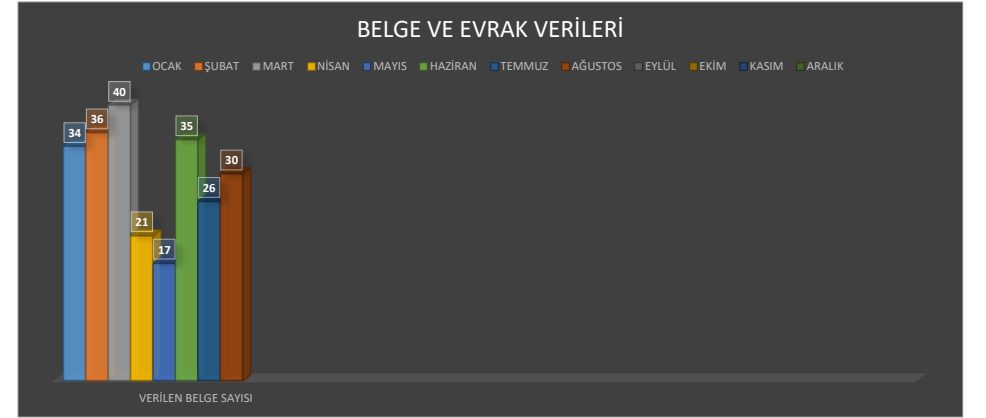 BELGE VE EVRAK VERİLERİ
OCAK ŞUBAT MART NİSAN MAYIS HAZİRAN TEMMUZ AĞUSTOS EYLÜL EKİM KASIM ARALIK
40
36
35
34
30
26
21
17
VERİLEN BELGE SAYISI